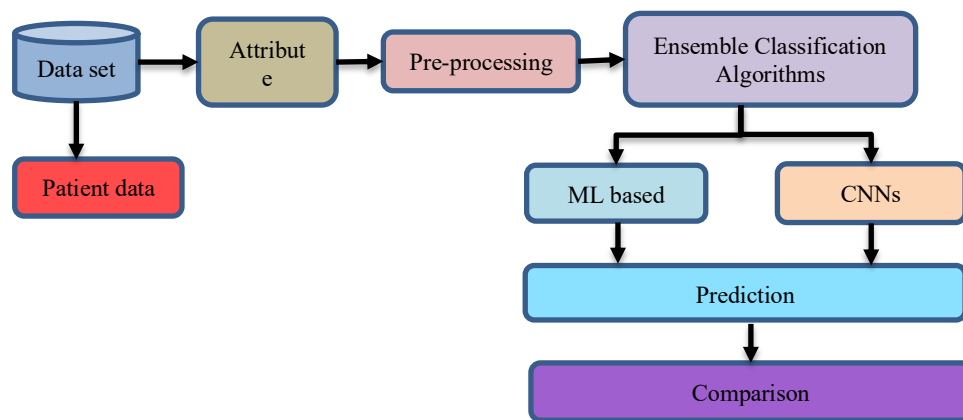 Data set
Attribut
e
Pre-processing
Ensemble Classification
Algorithms
Patient data
ML based
CNNs
Prediction
Comparison